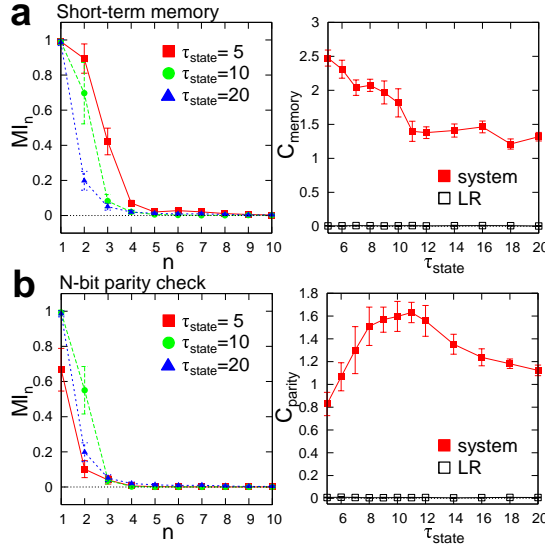 a Short-term memory
MI_n
1
0.8
0.6
0.4
0.2
0
1 2 3 4 5 6 7 8 9 10
n
τ_state= 5
τ_state=10
τ_state=20
C_memory
3
2.5
2
1.5
1
0.5
0
6 8 10 12 14 16 18 20
τ_state
system
LR
b N-bit parity check
MI_n
1
0.8
0.6
0.4
0.2
0
1 2 3 4 5 6 7 8 9 10
n
τ_state= 5
τ_state=10
τ_state=20
C_parity
1.8
1.6
1.4
1.2
1
0.8
0.6
0.4
0.2
0
6 8 10 12 14 16 18 20
τ_state
system
LR